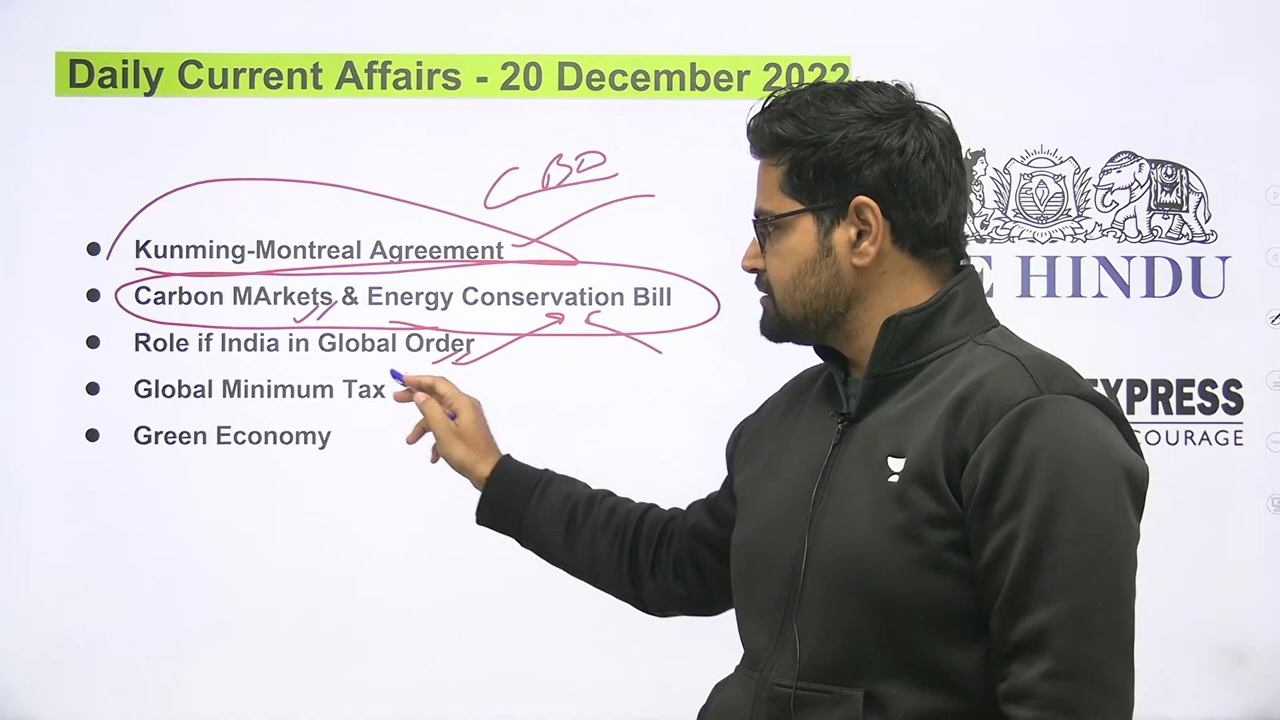 Daily Current Affairs - 20 December 2022
CBD
Kunming-Montreal Agreement
Carbon MArkets & Energy Conservation Bill
Role if India in Global Order
Global Minimum Tax
Green Economy
HINDU
EXPRESS
COURAGE